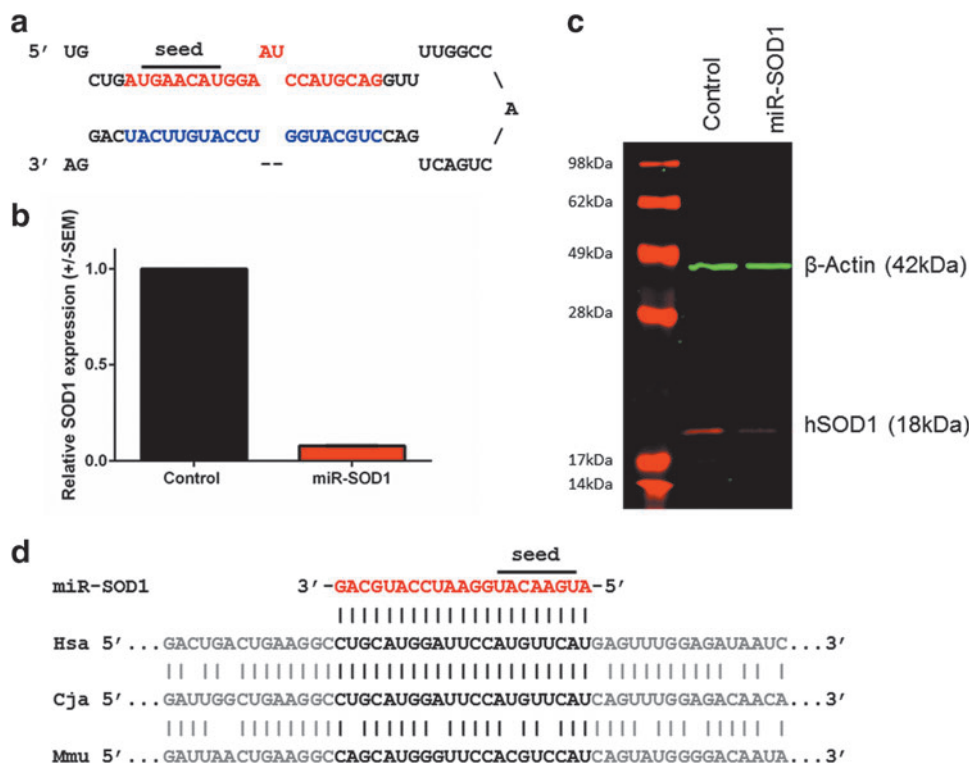 a
5’ UG AU UUGGCC
seed
CUGAUGAACAUGGA CCAUGCAGGUU
\
A
/
GACUACUUGUACCU GGUACGUCCAG
3’ AG -- UCAGUC
b
Relative SOD1 expression (+/-SEM)
1.0
0.5
0.0
Control miR-SOD1
c
Control
miR-SOD1
98kDa
62kDa
49kDa
28kDa
17kDa
14kDa
β-Actin (42kDa)
hSOD1 (18kDa)
d
seed
miR-SOD1 3’-GACGUACCUAAGGUACAAGUA-5’
Hsa 5’...GACUGACUGAAGGCCUGCAUGGAUUCCAUGUUCAUGAGUUUGGAGAUAAUC...3’
Cja 5’...GAUUGGCUGAAGGCCUGCAUGGAUUCCAUGUUCAUCAGUUUGGAGACAACA...3’
Mmu 5’...GAUUAACUGAAGGCCAGCAUGGGUUCCACGUCCAUCAGUAUGGGGACAAUA...3’